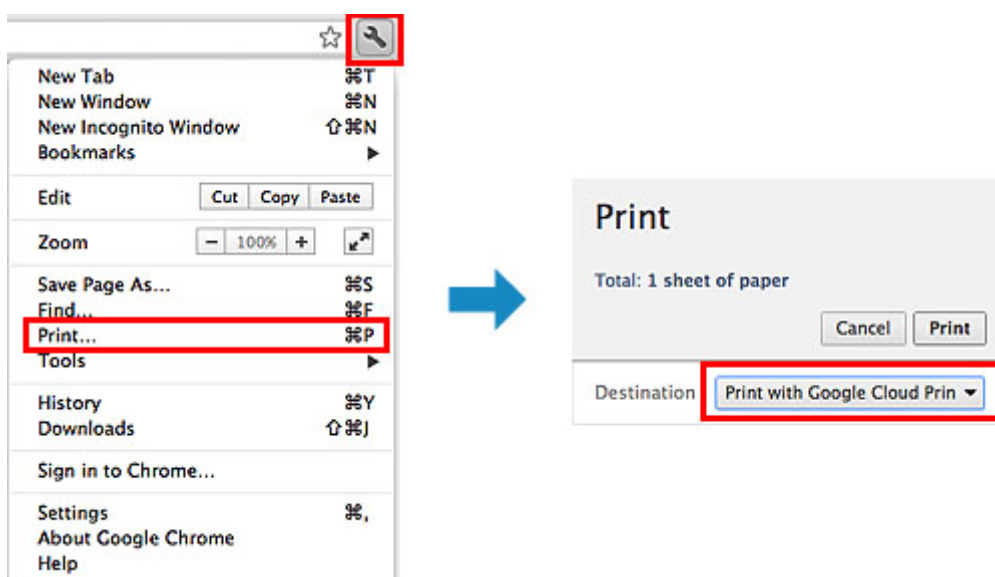 New Tab ⌘T
New Window ⌘N
New Incognito Window ⇧⌘N
Bookmarks ▶
Edit Cut Copy Paste
Zoom − 100% +
Save Page As... ⌘S
Find... ⌘F
Print... ⌘P
Tools ▶
History ⌘Y
Downloads ⇧⌘J
Sign in to Chrome...
Settings ⌘,
About Google Chrome
Help
Print
Total: 1 sheet of paper
Cancel Print
Destination Print with Google Cloud Prin